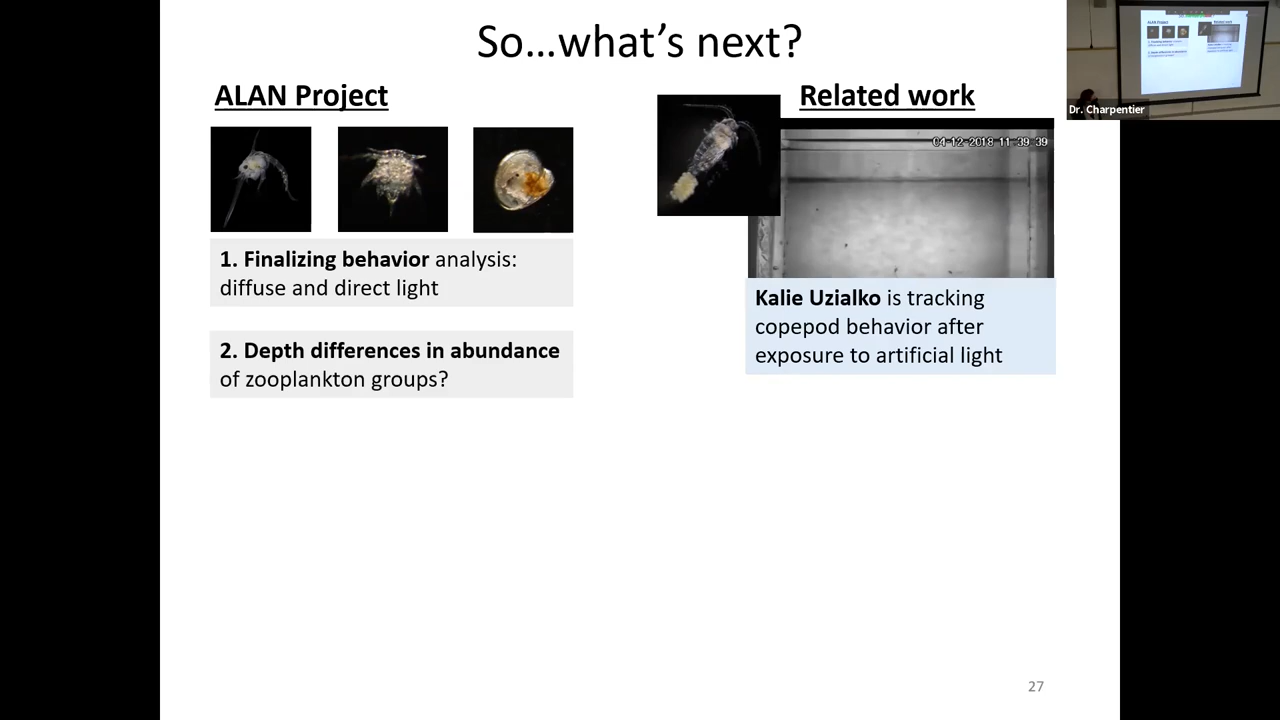 So...what's next?
ALAN Project
Related work
04-12-2018 11:39:39
1. Finalizing behavior analysis:
diffuse and direct light
2. Depth differences in abundance
of zooplankton groups?
Kalie Uzialko is tracking
copepod behavior after
exposure to artificial light
Dr. Charpentier
27